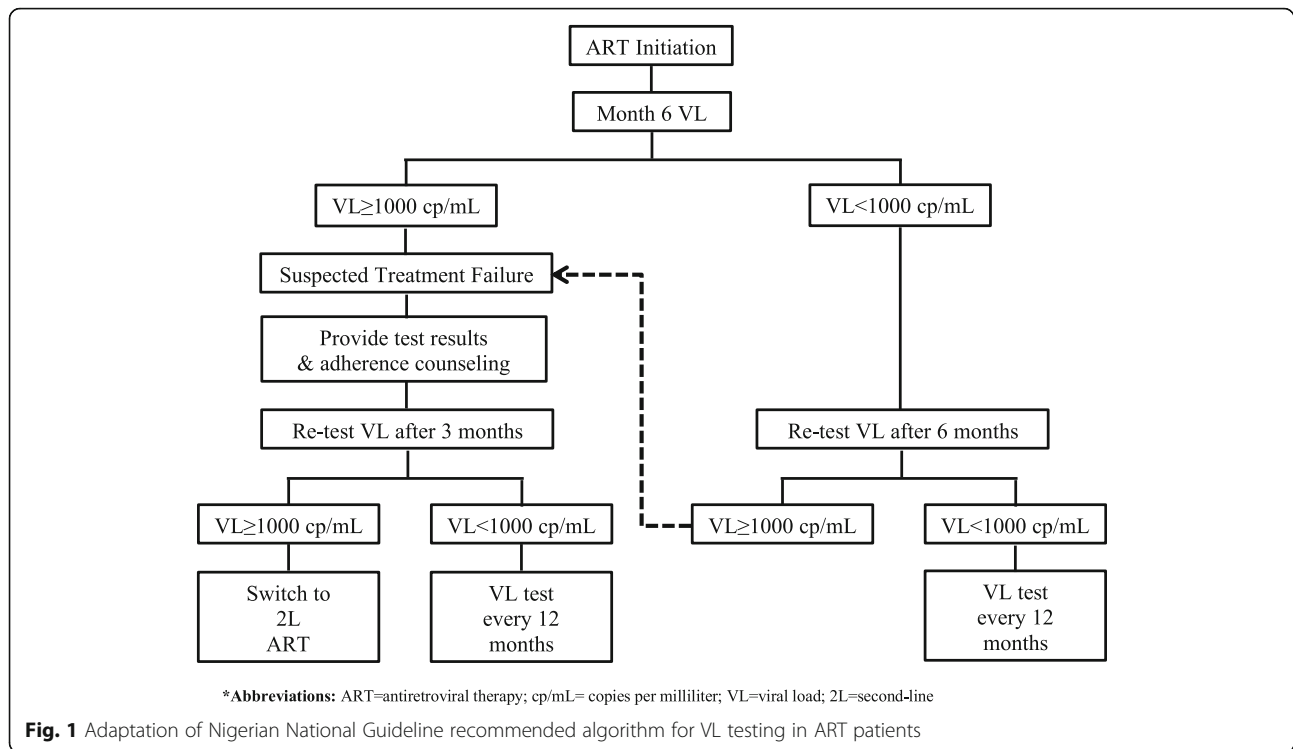 ART Initiation
Month 6 VL
VL≥1000 cp/mL
VL<1000 cp/mL
Suspected Treatment Failure
Provide test results
& adherence counseling
Re-test VL after 3 months
Re-test VL after 6 months
VL≥1000 cp/mL
VL<1000 cp/mL
VL≥1000 cp/mL
VL<1000 cp/mL
Switch to
2L
ART
VL test
every 12
months
VL test
every 12
months
*Abbreviations: ART=antiretroviral therapy; cp/mL= copies per milliliter; VL=viral load; 2L=second-line
Fig. 1 Adaptation of Nigerian National Guideline recommended algorithm for VL testing in ART patients